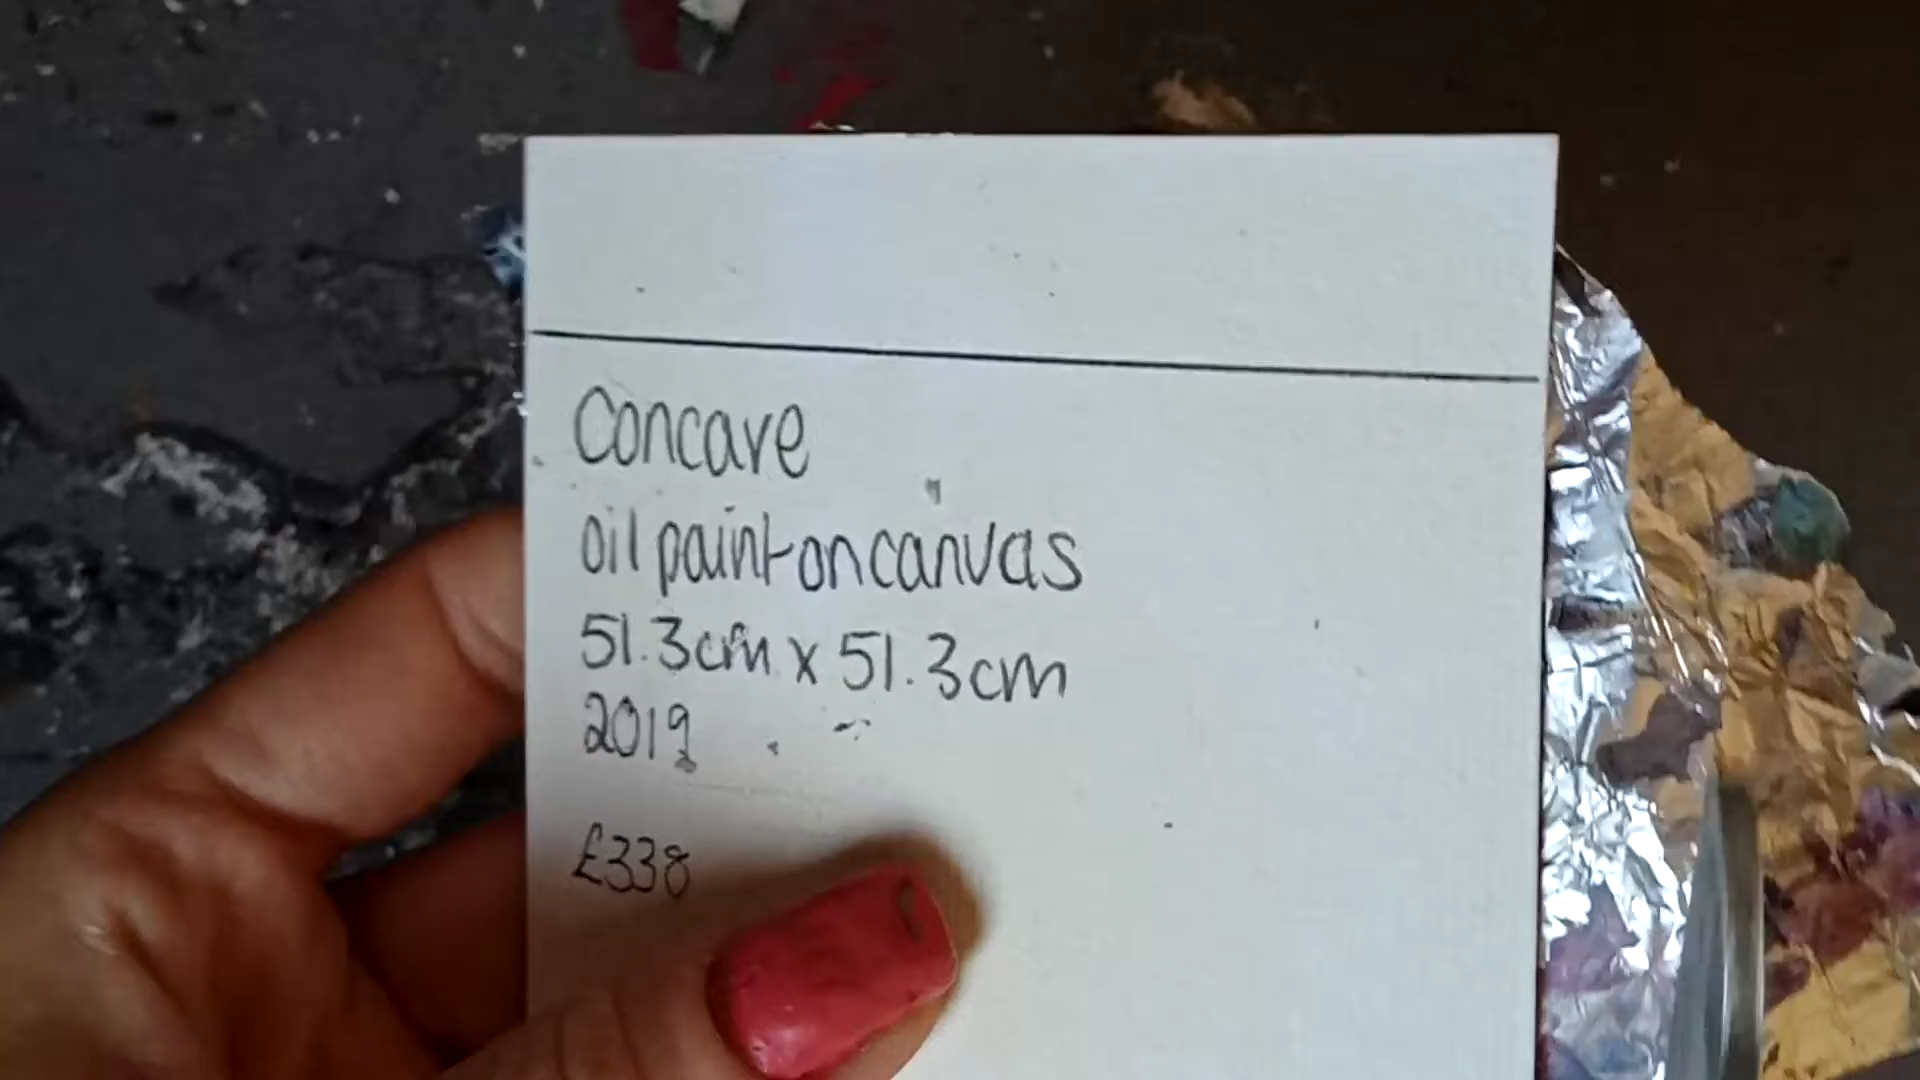 Concave
oil paint on canvas
51.3cm x 51.3cm
2019
£338